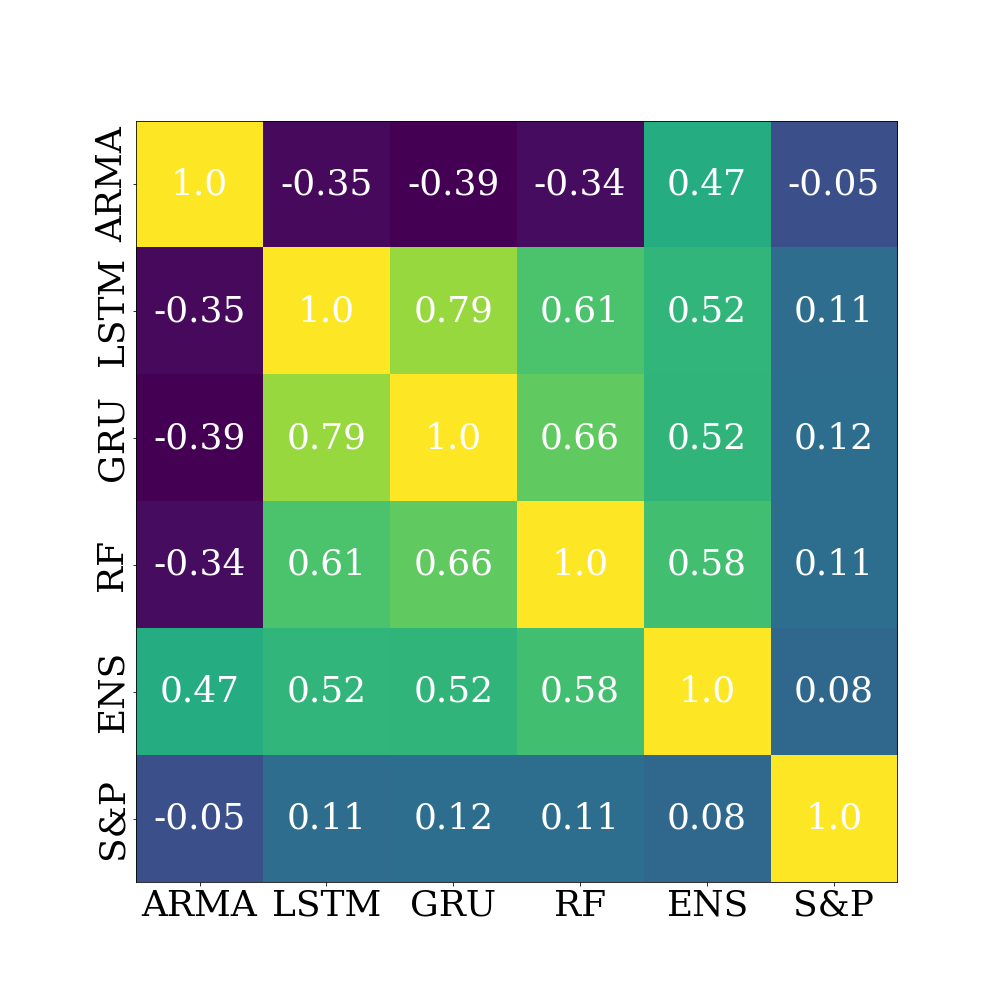 ARMA 1.0 -0.35 -0.39 -0.34 0.47 -0.05
LSTM -0.35 1.0 0.79 0.61 0.52 0.11
GRU -0.39 0.79 1.0 0.66 0.52 0.12
RF -0.34 0.61 0.66 1.0 0.58 0.11
ENS 0.47 0.52 0.52 0.58 1.0 0.08
S&P -0.05 0.11 0.12 0.11 0.08 1.0
ARMA LSTM GRU RF ENS S&P